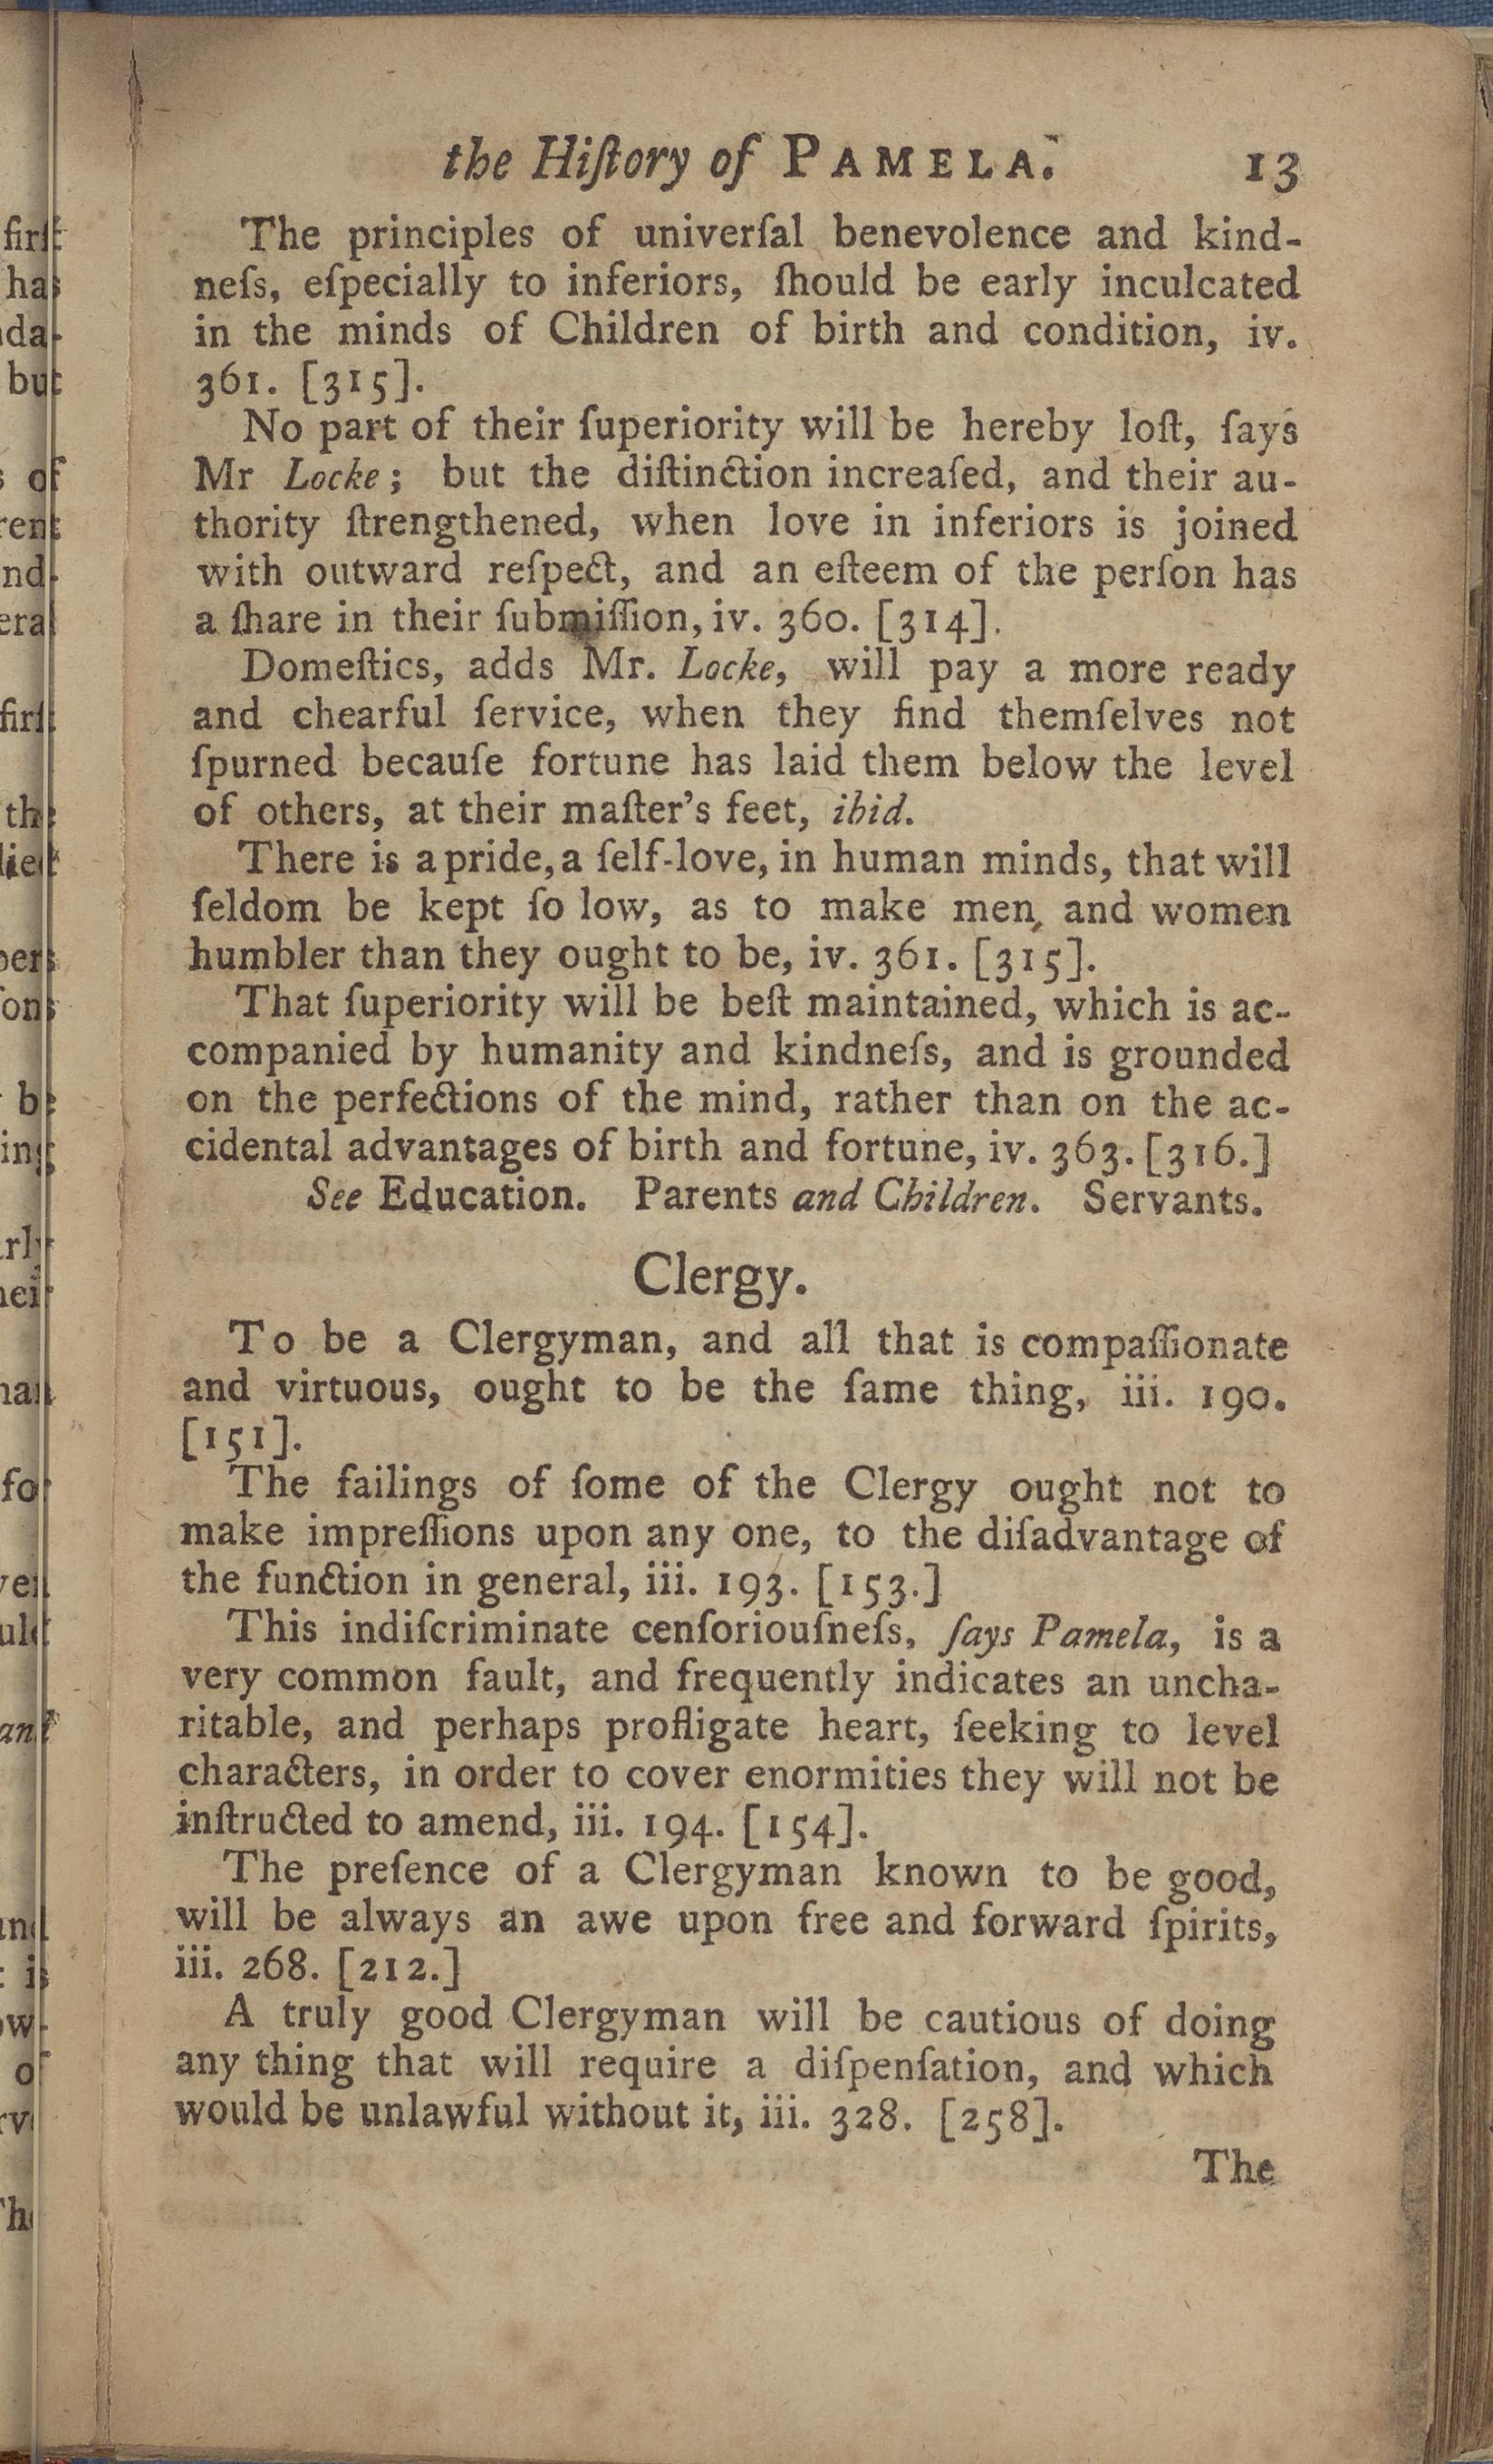 the Hiſtory of PAMELA. 13
The principles of univerſal benevolence and kind-
neſs, eſpecially to inferiors, ſhould be early inculcated
in the minds of Children of birth and condition, iv.
361. [315].
No part of their ſuperiority will be hereby loſt, ſays
Mr Locke; but the diſtinction increaſed, and their au-
thority ſtrengthened, when love in inferiors is joined
with outward reſpect, and an eſteem of the perſon has
a ſhare in their ſubmiſſion, iv. 360. [314].
Domeſtics, adds Mr. Locke, will pay a more ready
and chearful ſervice, when they find themſelves not
ſpurned becauſe fortune has laid them below the level
of others, at their maſter's feet, ibid.
There is a pride, a ſelf-love, in human minds, that will
ſeldom be kept ſo low, as to make men, and women
humbler than they ought to be, iv. 361. [315].
That ſuperiority will be beſt maintained, which is ac-
companied by humanity and kindneſs, and is grounded
on the perfections of the mind, rather than on the ac-
cidental advantages of birth and fortune, iv. 363. [316.]
See Education. Parents and Children. Servants.
Clergy.
To be a Clergyman, and all that is compaſſionate
and virtuous, ought to be the ſame thing, iii. 190.
[151].
The failings of ſome of the Clergy ought not to
make impreſſions upon any one, to the diſadvantage of
the function in general, iii. 193. [153.]
This indiſcriminate cenſoriouſneſs, ſays Pamela, is a
very common fault, and frequently indicates an uncha-
ritable, and perhaps profligate heart, ſeeking to level
characters, in order to cover enormities they will not be
inſtructed to amend, iii. 194. [154].
The preſence of a Clergyman known to be good,
will be always an awe upon free and forward ſpirits,
iii. 268. [212.]
A truly good Clergyman will be cautious of doing
any thing that will require a diſpenſation, and which
would be unlawful without it, iii. 328. [258].
The